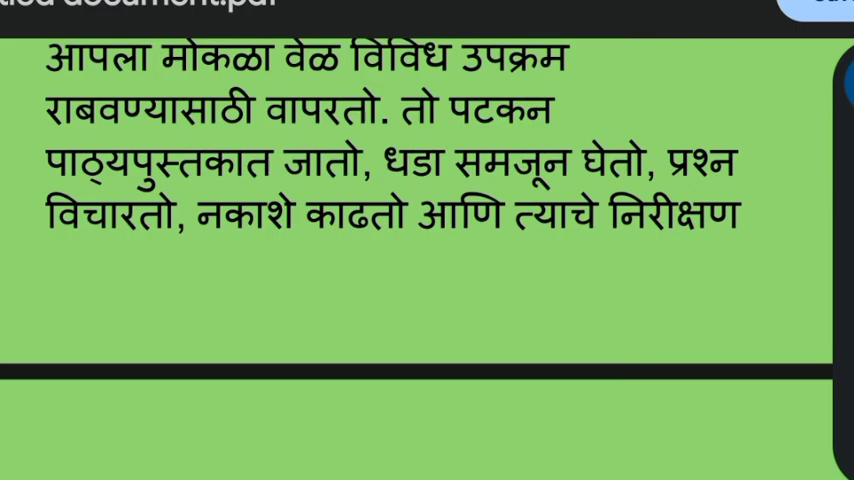 आपला मोकळा वेळ विविध उपक्रम
राबवण्यासाठी वापरतो. तो पटकन
पाठ्यपुस्तकात जातो, धडा समजून घेतो, प्रश्न
विचारतो, नकाशे काढतो आणि त्याचे निरीक्षण